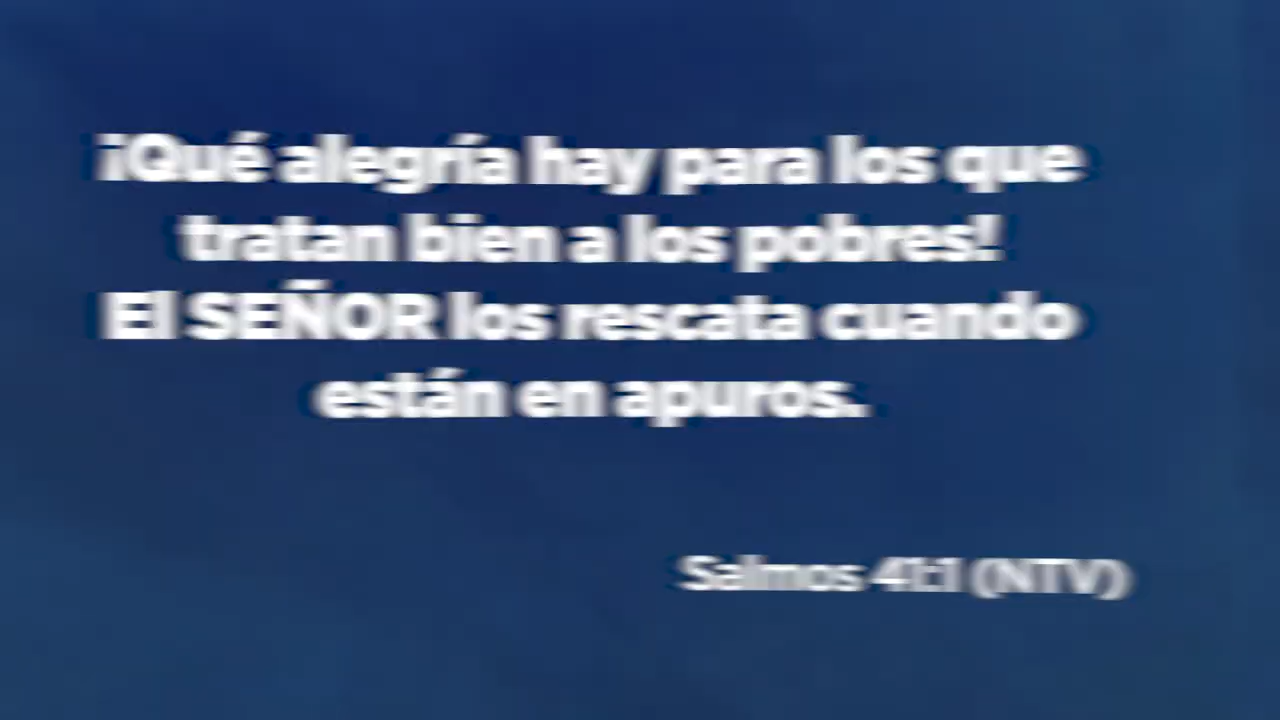 ¡Qué alegría hay para los que
tratan bien a los pobres!
El SEÑOR los rescata cuando
están en apuros.
Salmos 41:1 (NTV)